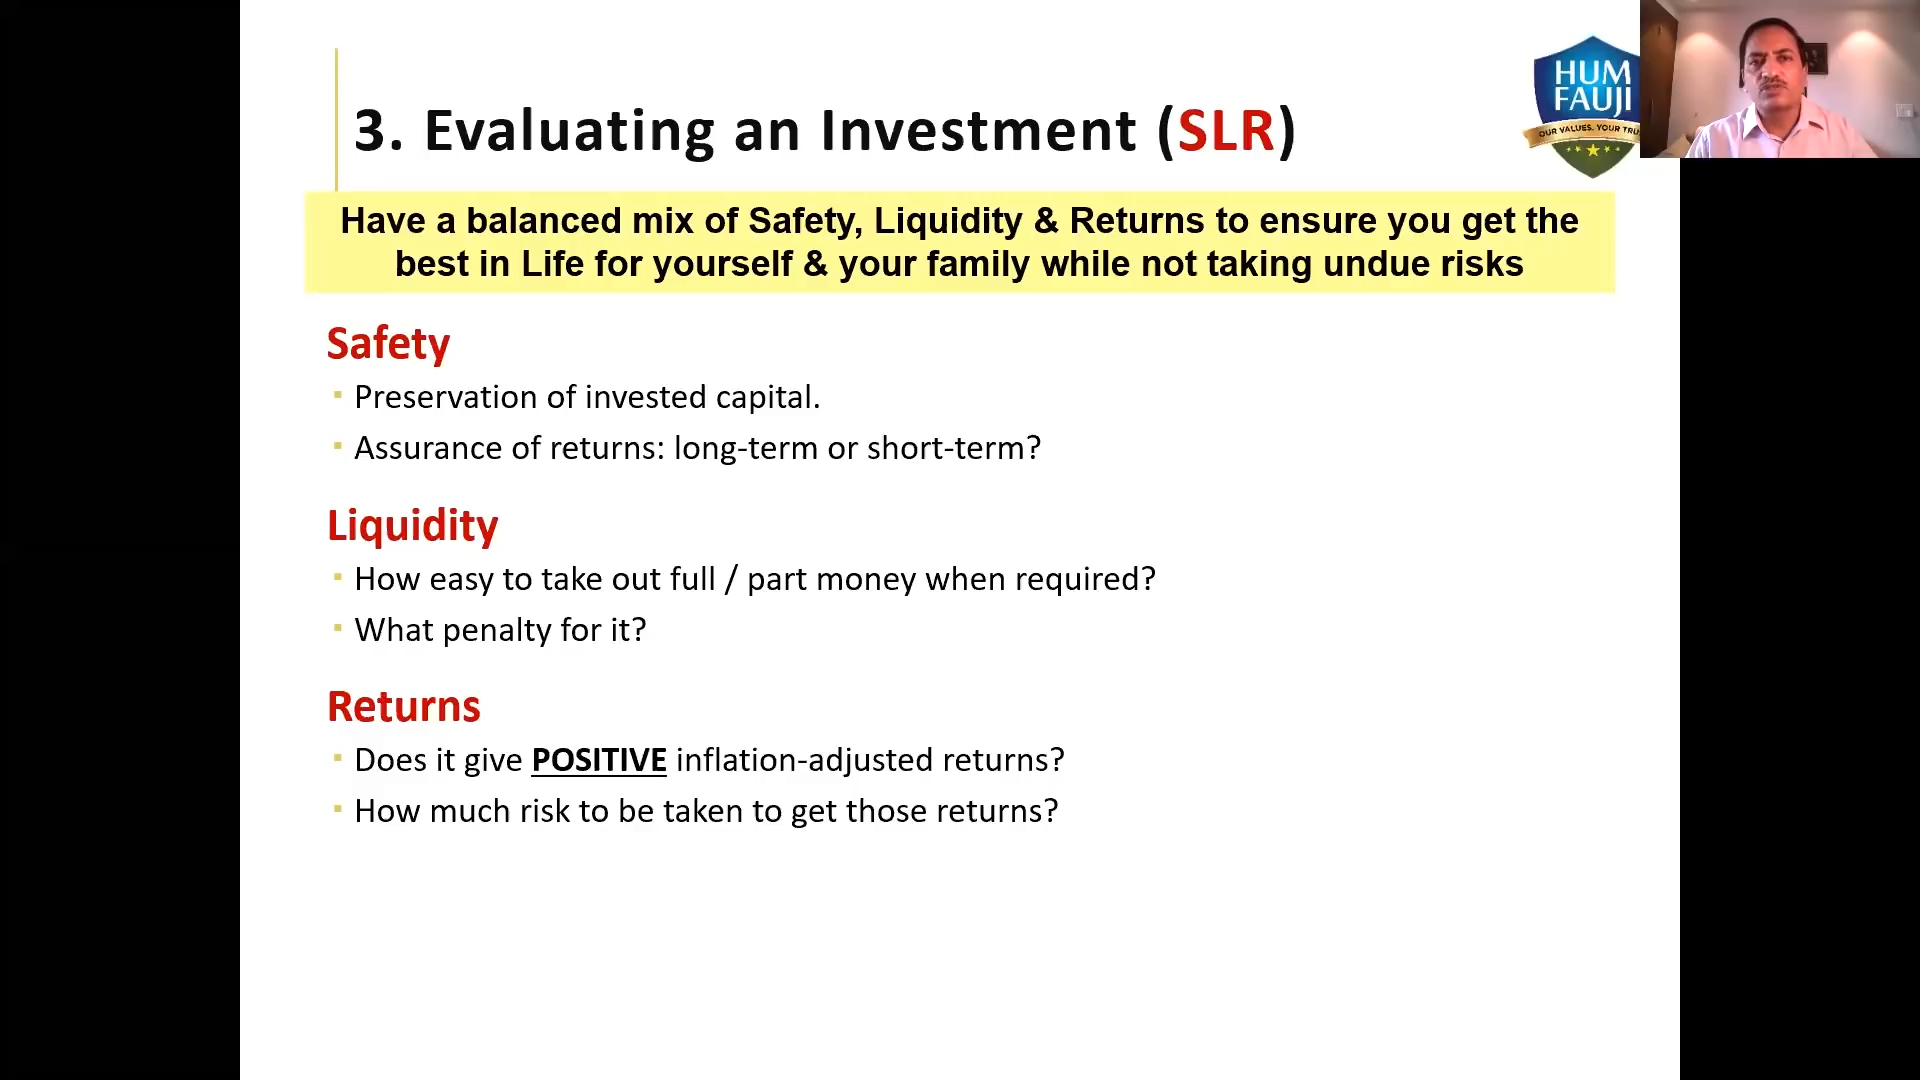 3. Evaluating an Investment (SLR)
HUM
FAUJI
OUR VALUES. YOUR
Have a balanced mix of Safety, Liquidity & Returns to ensure you get the
best in Life for yourself & your family while not taking undue risks
Safety
▪ Preservation of invested capital.
▪ Assurance of returns: long-term or short-term?
Liquidity
▪ How easy to take out full / part money when required?
▪ What penalty for it?
Returns
▪ Does it give POSITIVE inflation-adjusted returns?
▪ How much risk to be taken to get those returns?